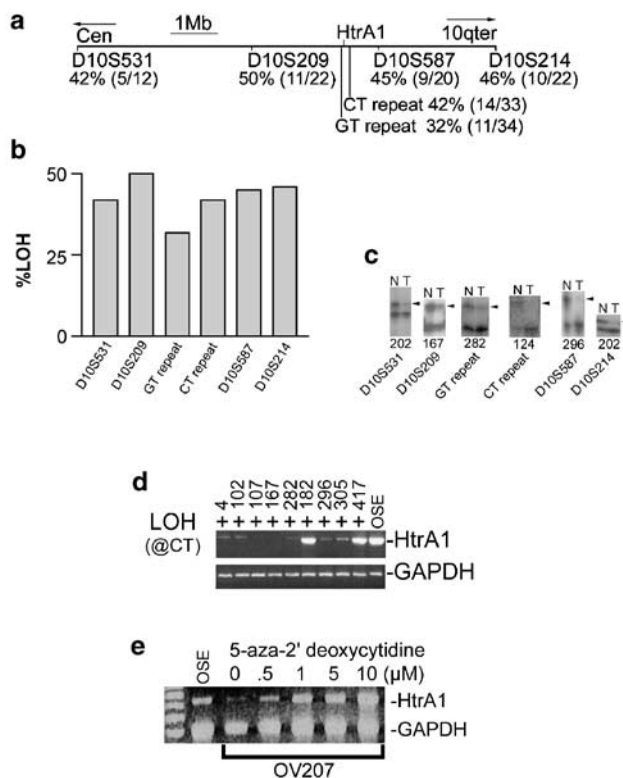 a
Cen
1Mb
HtrA1
10qter
D10S531
D10S209
D10S587
D10S214
42% (5/12)
50% (11/22)
45% (9/20)
46% (10/22)
CT repeat 42% (14/33)
GT repeat 32% (11/34)
b
%LOH
50
25
0
D10S531
D10S209
GT repeat
CT repeat
D10S587
D10S214
c
N T
N T
N T
N T
N T
N T
202
167
282
124
296
202
D10S531
D10S209
GT repeat
CT repeat
D10S587
D10S214
d
4
102
107
167
282
182
296
305
417
OSE
LOH + + + + + + + + +
(@CT)
-HtrA1
-GAPDH
e
5-aza-2' deoxycytidine
OSE
0 .5 1 5 10 (µM)
-HtrA1
-GAPDH
OV207